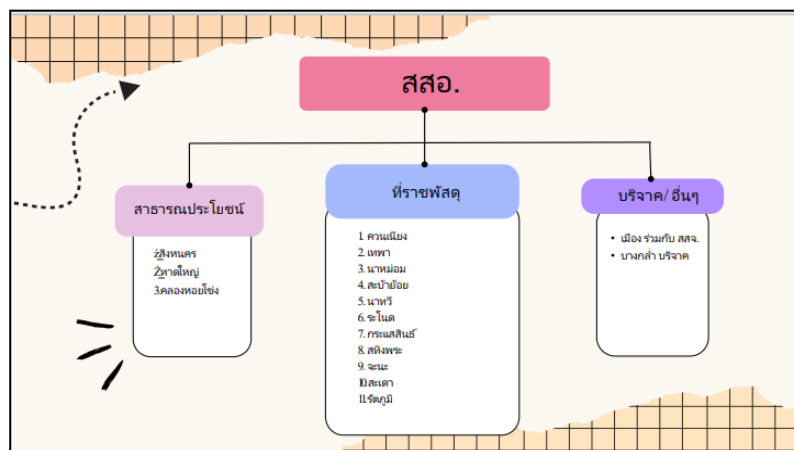 สสอ.
สาธารณประโยชน์
สิงหนคร
หาดใหญ่
3.คลองหอยโข่ง
ที่ราชพัสดุ
1. ควนเนียง
2. เทพา
3. นาหม่อม
4. สะบ้าย้อย
5. นาทวี
6. ระโนด
7. กระแสสินธ์
8. สทิงพระ
9. จะนะ
10.สะเดา
11.รัตภูมิ
บริจาค/อื่นๆ
• เมือง ร่วมกับ สสจ.
• บางกล่ำ บริจาค